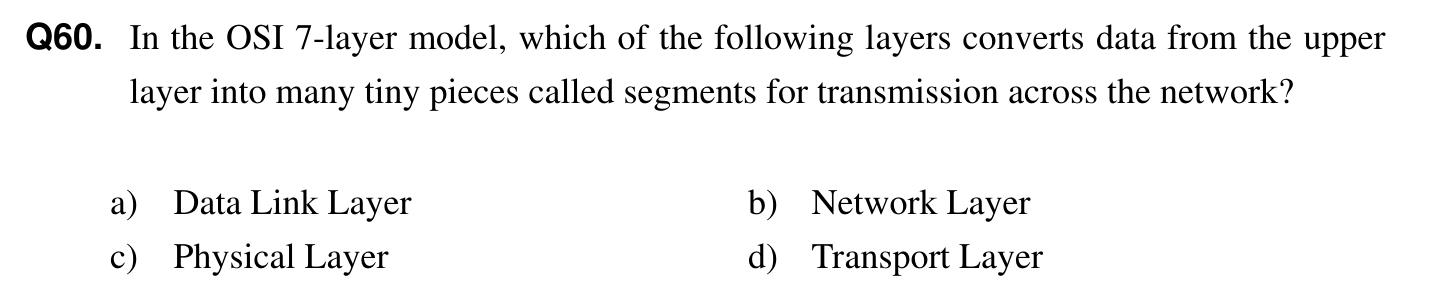 Q60. In the OSI 7-layer model, which of the following layers converts data from the upper
layer into many tiny pieces called segments for transmission across the network?
a) Data Link Layer b) Network Layer
c) Physical Layer d) Transport Layer